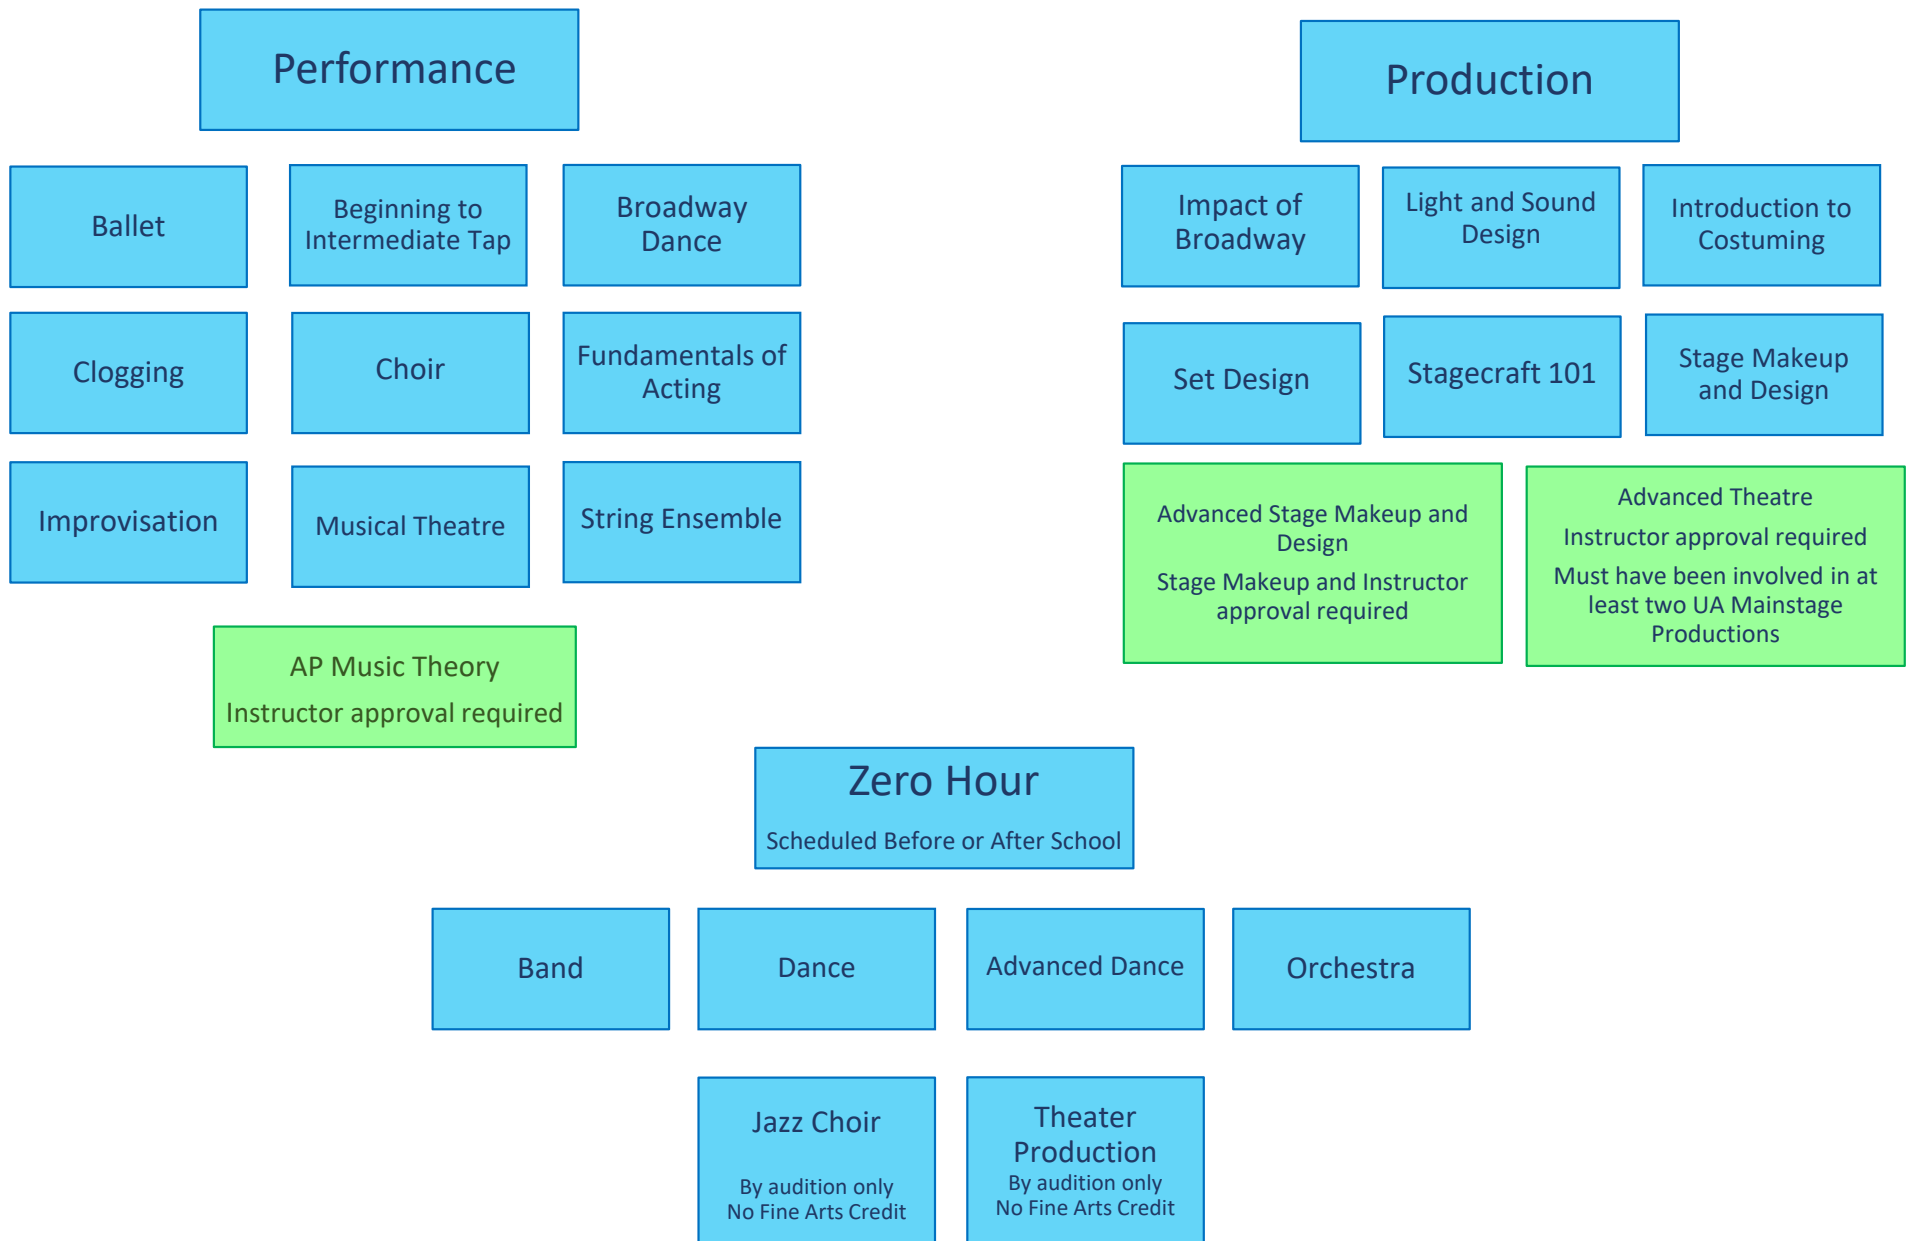 Performance
Ballet
Beginning to
Intermediate Tap
Broadway
Dance
Clogging
Choir
Fundamentals of
Acting
Improvisation
Musical Theatre
String Ensemble
AP Music Theory
Instructor approval required
Production
Impact of
Broadway
Light and Sound
Design
Introduction to
Costuming
Set Design
Stagecraft 101
Stage Makeup
and Design
Advanced Stage Makeup and
Design
Stage Makeup and Instructor
approval required
Advanced Theatre
Instructor approval required
Must have been involved in at
least two UA Mainstage
Productions
Zero Hour
Scheduled Before or After School
Band
Dance
Advanced Dance
Orchestra
Jazz Choir
By audition only
No Fine Arts Credit
Theater
Production
By audition only
No Fine Arts Credit